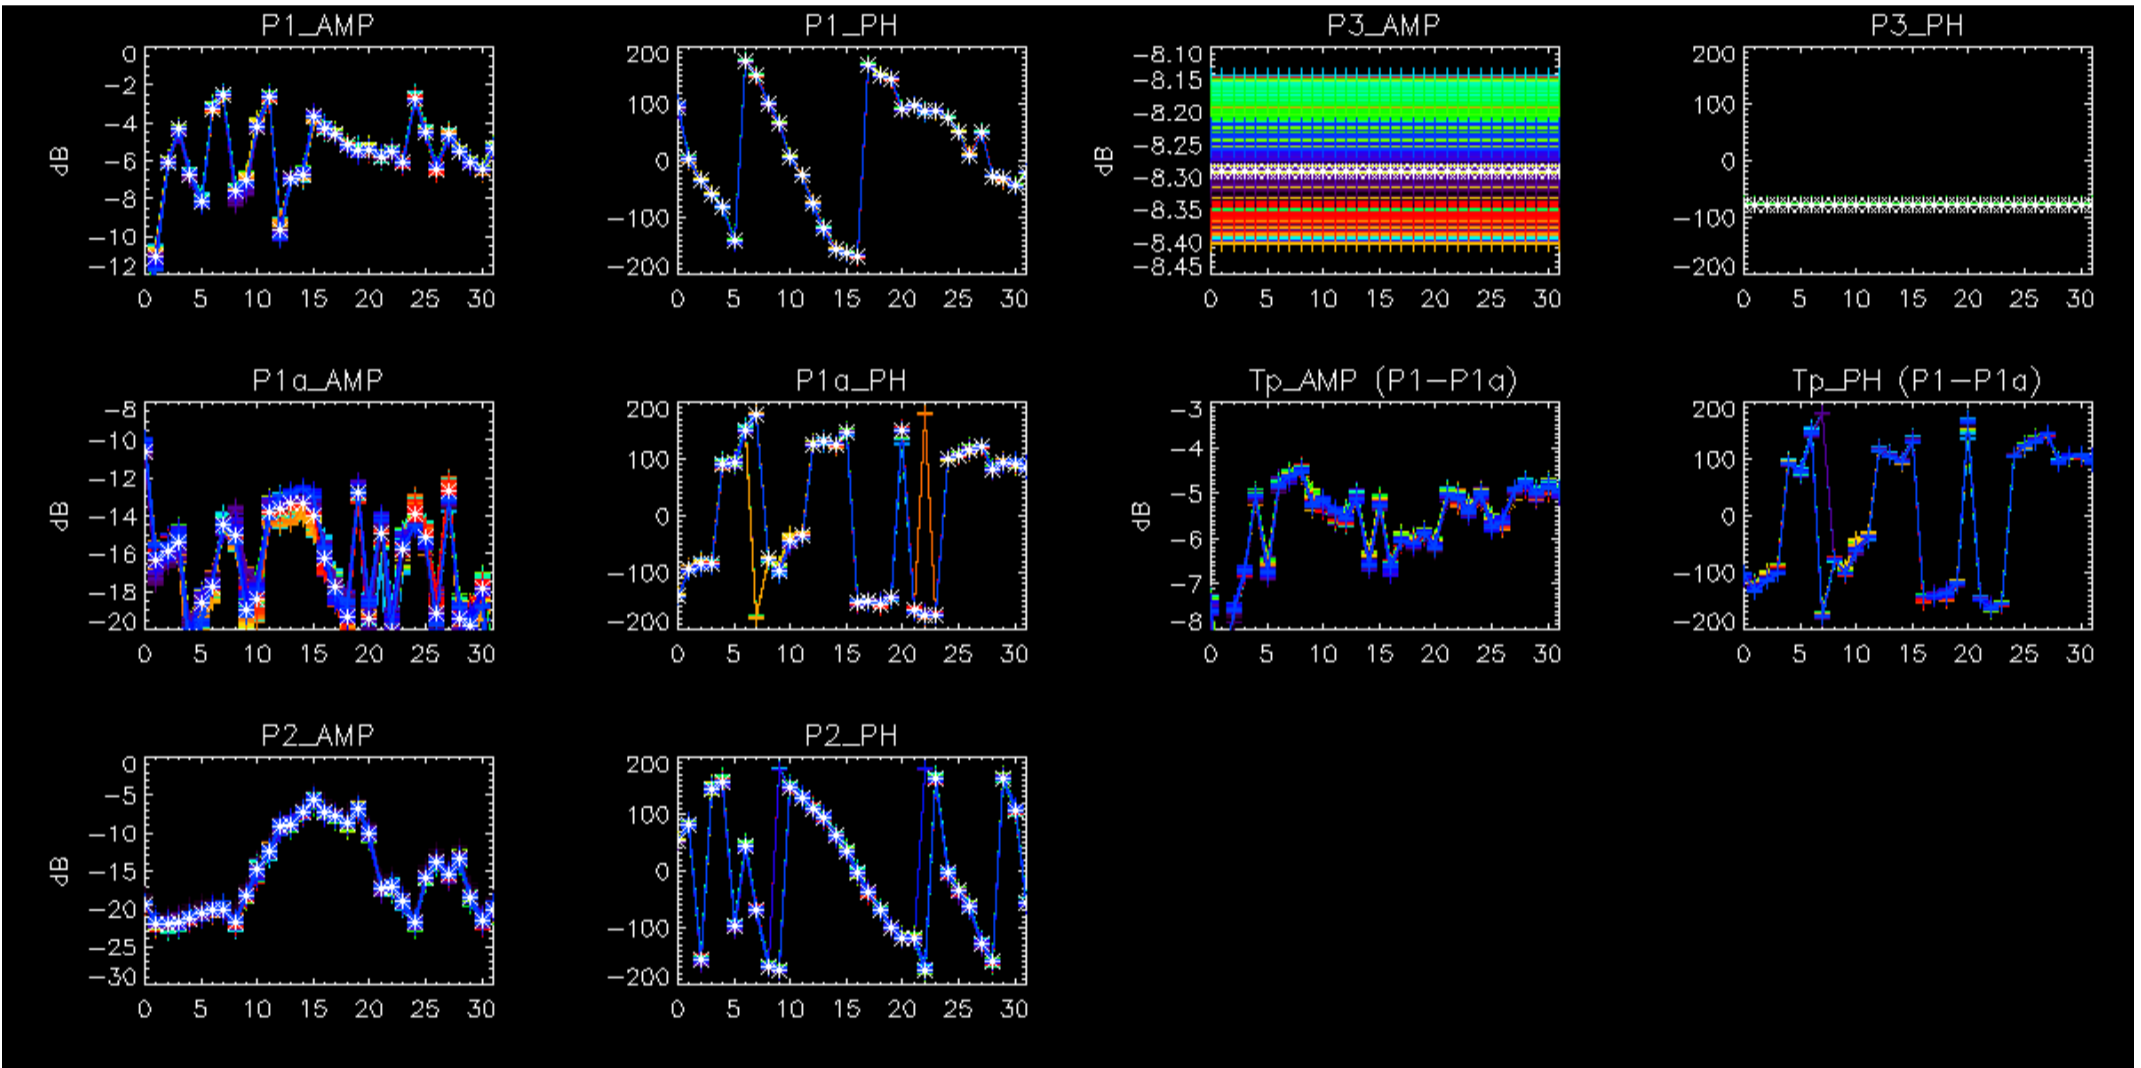 P1_AMP
0
-2
-4
-6
-8
-10
-12
dB
0 5 10 15 20 25 30
P1_PH
200
100
0
-100
-200
0 5 10 15 20 25 30
P3_AMP
-8.10
-8.15
-8.20
-8.25
-8.30
-8.35
-8.40
-8.45
dB
0 5 10 15 20 25 30
P3_PH
200
100
0
-100
-200
0 5 10 15 20 25 30
P1a_AMP
-8
-10
-12
-14
-16
-18
-20
dB
0 5 10 15 20 25 30
P1a_PH
200
100
0
-100
-200
0 5 10 15 20 25 30
Tp_AMP (P1-P1a)
-3
-4
-5
-6
-7
-8
dB
0 5 10 15 20 25 30
Tp_PH (P1-P1a)
200
100
0
-100
-200
0 5 10 15 20 25 30
P2_AMP
0
-5
-10
-15
-20
-25
-30
dB
0 5 10 15 20 25 30
P2_PH
200
100
0
-100
-200
0 5 10 15 20 25 30